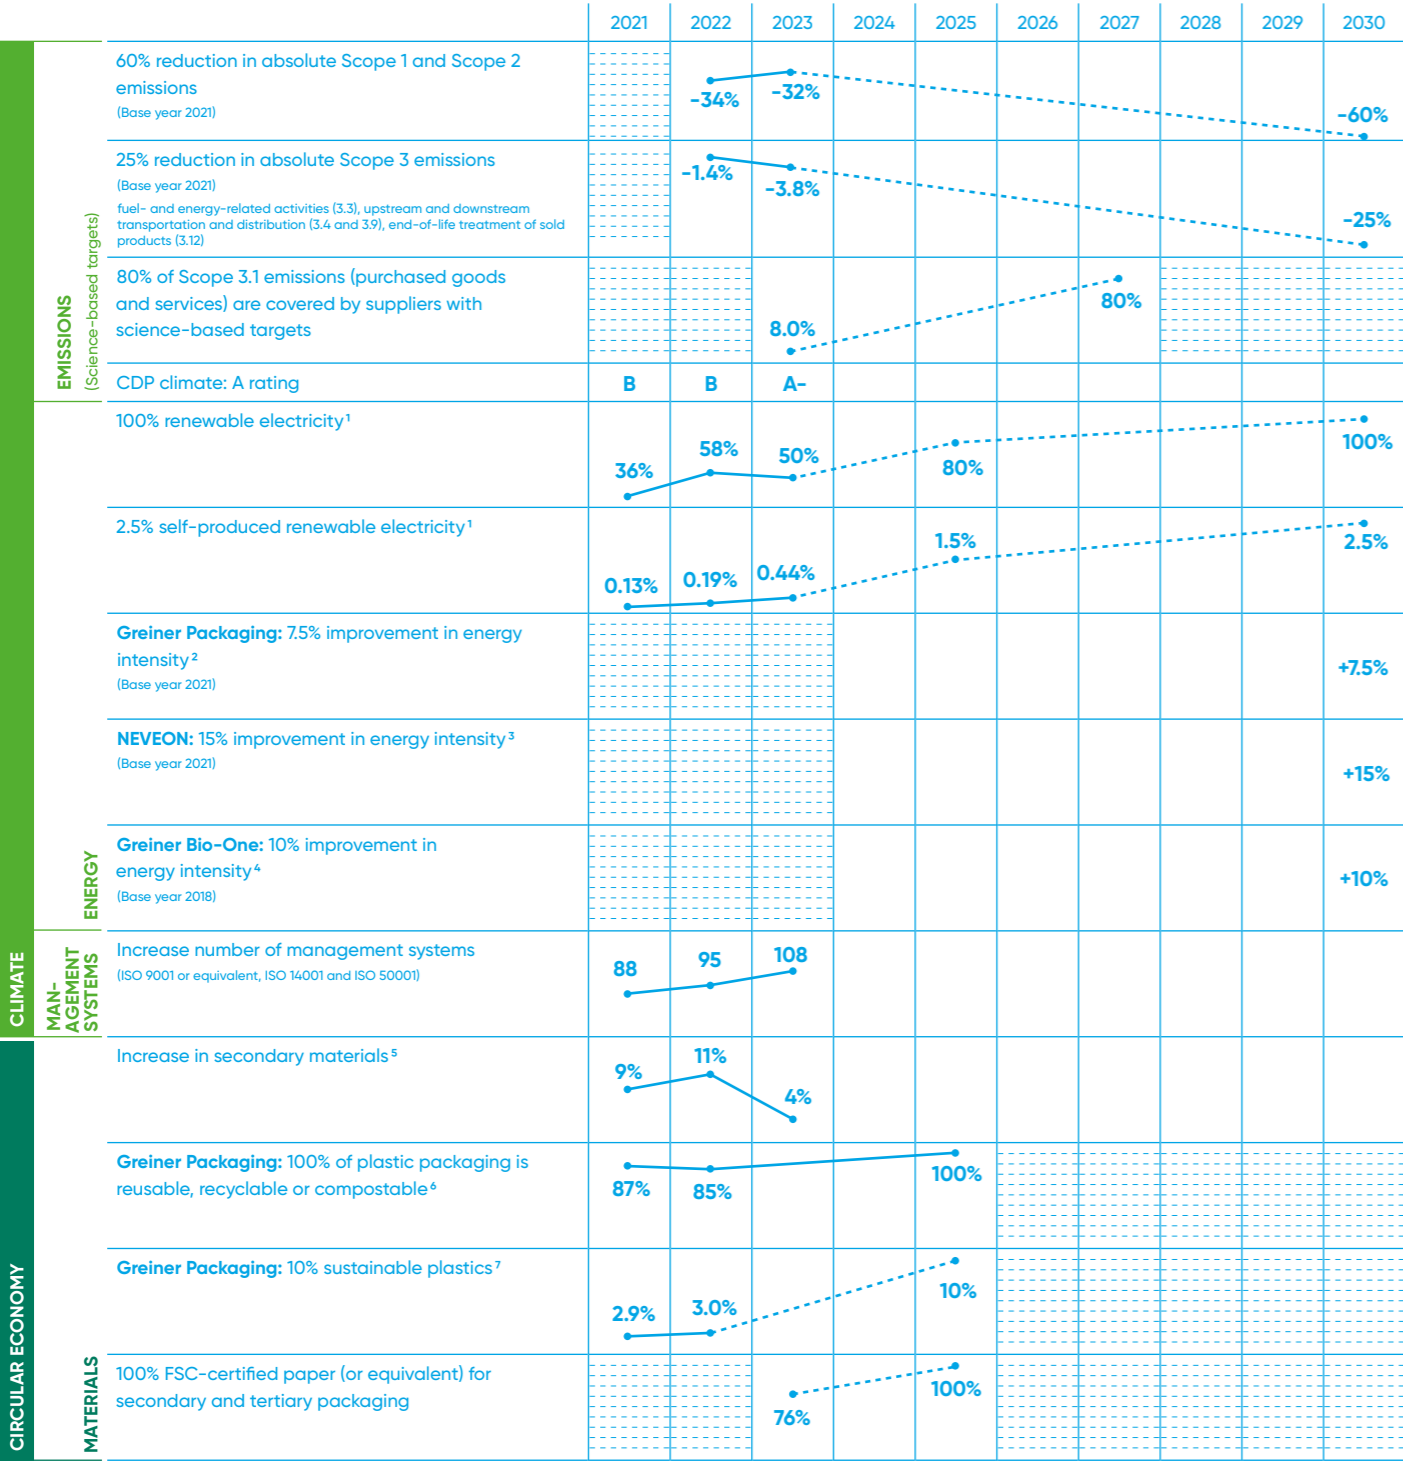 2021 2022 2023 2024 2025 2026 2027 2028 2029 2030
CLIMATE
EMISSIONS
(Science-based targets)
60% reduction in absolute Scope 1 and Scope 2
emissions
(Base year 2021)
-34% -32% -60%
25% reduction in absolute Scope 3 emissions
(Base year 2021)
fuel- and energy-related activities (3.3), upstream and downstream
transportation and distribution (3.4 and 3.9), end-of-life treatment of sold
products (3.12)
-1.4% -3.8% -25%
80% of Scope 3.1 emissions (purchased goods
and services) are covered by suppliers with
science-based targets
8.0% 80%
CDP climate: A rating B B A-
ENERGY
100% renewable electricity¹
36% 58% 50% 80% 100%
2.5% self-produced renewable electricity¹
0.13% 0.19% 0.44% 1.5% 2.5%
Greiner Packaging: 7.5% improvement in energy
intensity²
(Base year 2021)
+7.5%
NEVEON: 15% improvement in energy intensity³
(Base year 2021)
+15%
Greiner Bio-One: 10% improvement in
energy intensity⁴
(Base year 2018)
+10%
MAN-
AGEMENT
SYSTEMS
Increase number of management systems
(ISO 9001 or equivalent, ISO 14001 and ISO 50001)
88 95 108
CIRCULAR ECONOMY
MATERIALS
Increase in secondary materials⁵
9% 11% 4%
Greiner Packaging: 100% of plastic packaging is
reusable, recyclable or compostable⁶
87% 85% 100%
Greiner Packaging: 10% sustainable plastics⁷
2.9% 3.0% 10%
100% FSC-certified paper (or equivalent) for
secondary and tertiary packaging
76% 100%